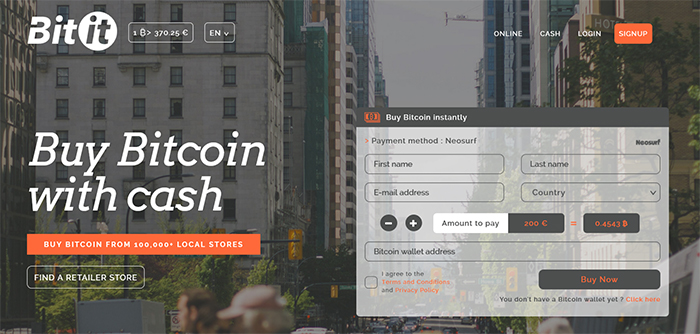 Bitit
1 ฿> 370.25 €
EN
ONLINE
CASH
LOGIN
SIGNUP
HOTEL
Buy Bitcoin
with cash
BUY BITCOIN FROM 100,000+ LOCAL STORES
FIND A RETAILER STORE
Buy Bitcoin instantly
> Payment method : Neosurf
Neosurf
First name
Last name
E-mail address
Country
Amount to pay
200 €
=
0.4543 ฿
Bitcoin wallet address
I agree to the
Terms and Conditions
and Privacy Policy
Buy Now
You don't have a Bitcoin wallet yet ? Click here